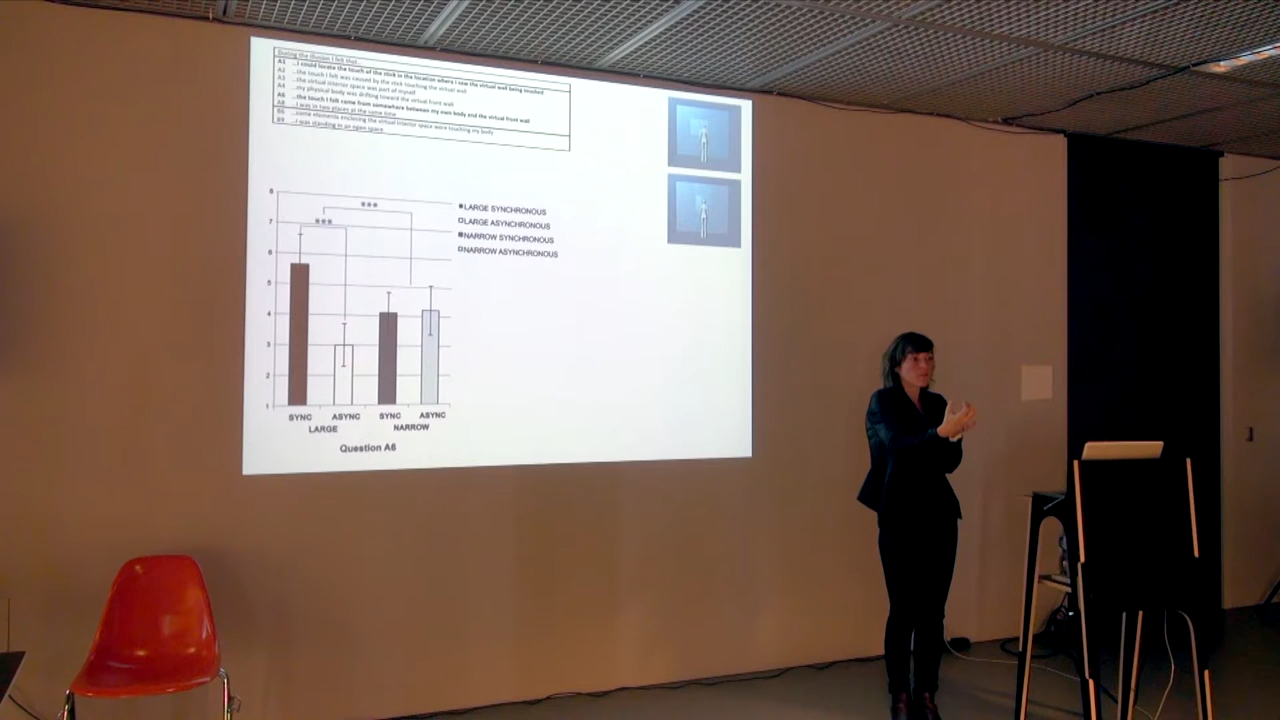 During the illusion I felt that...
A1 ...I could locate the touch of the stick in the location where I saw the virtual wall being touched
A2 ...the touch I felt was caused by the stick touching the virtual wall
A3 ...the virtual interior space was part of myself
A4 ...my physical body was drifting toward the virtual front wall
A6 ...the touch I felt came from somewhere between my own body and the virtual front wall
A8 ...I was in two places at the same time
...some elements enclosing the virtual interior space were touching my body
B9 ...I was standing in an open space
8
7
6
5
4
3
2
1
***
***
LARGE SYNCHRONOUS
LARGE ASYNCHRONOUS
NARROW SYNCHRONOUS
NARROW ASYNCHRONOUS
SYNC ASYNC SYNC ASYNC
LARGE NARROW
Question A6